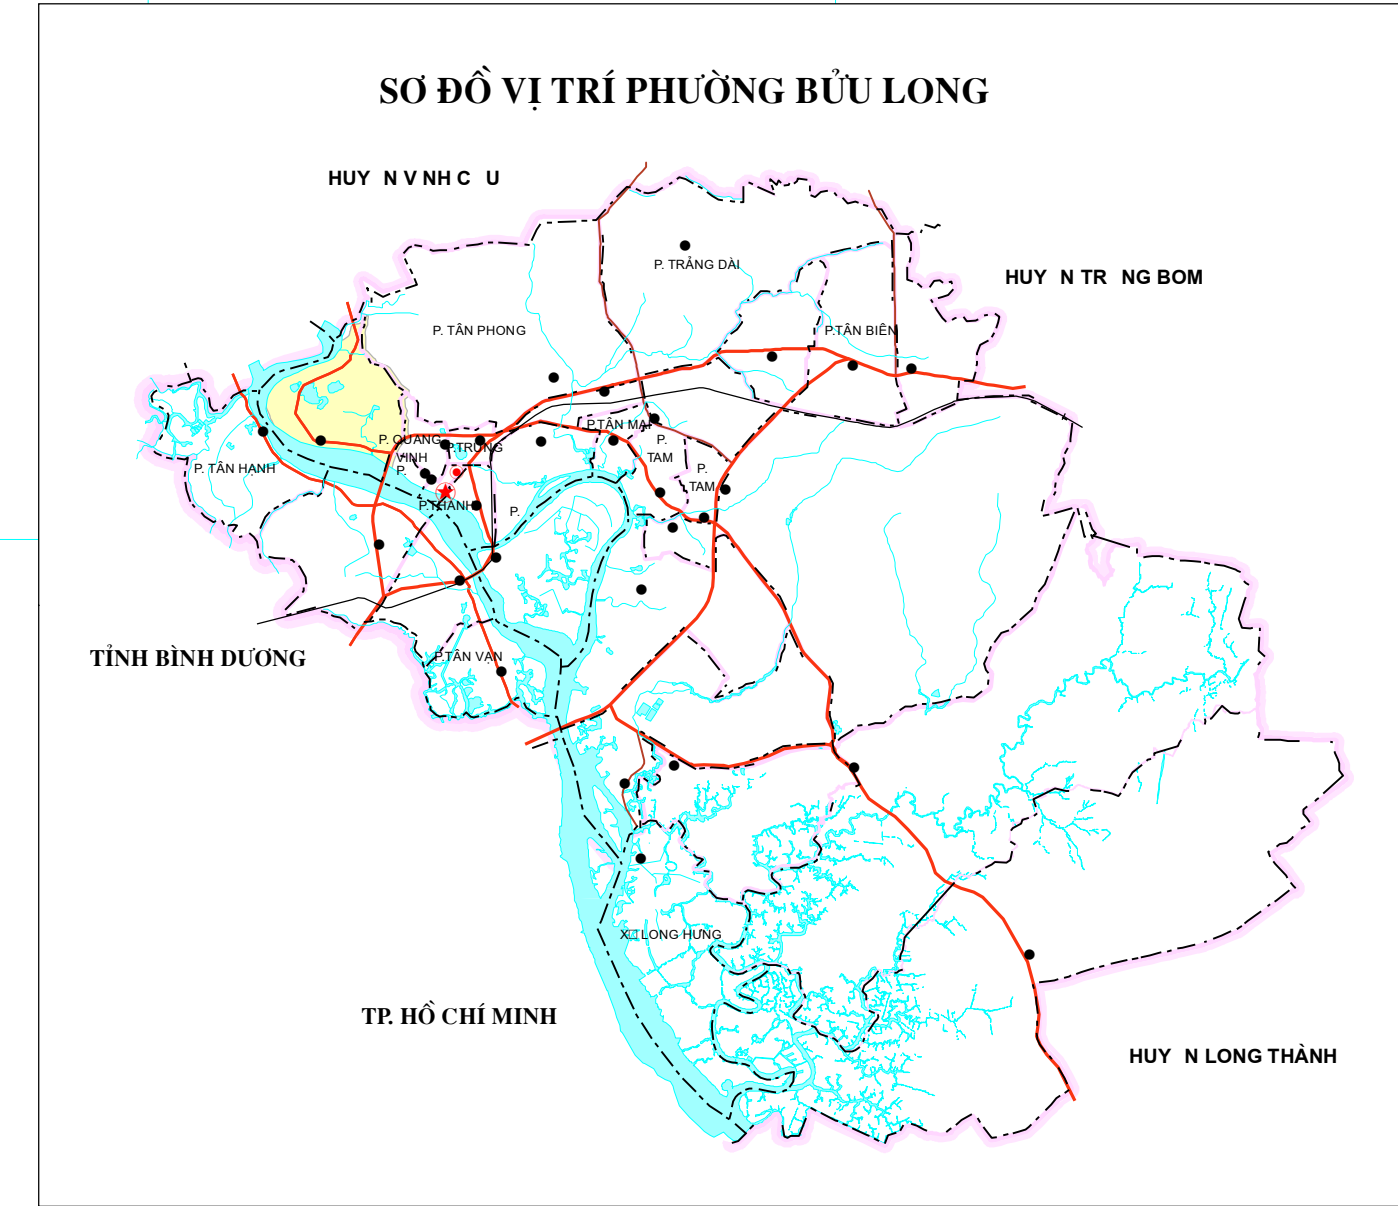 SƠ ĐỒ VỊ TRÍ PHƯỜNG BỬU LONG
HUY N V NH C U
P. TRẢNG DÀI
HUY N TR NG BOM
P. TÂN PHONG
P.TÂN BIÊN
P.TÂN MAI
P. QUANG
VINH
P.TRUNG
P.
TAM
P. TÂN HẠNH
P.
P.
TAM
P.THANH
P.
TỈNH BÌNH DƯƠNG
P.TÂN VẠN
X□ LONG HƯNG
TP. HỒ CHÍ MINH
HUY N LONG THÀNH